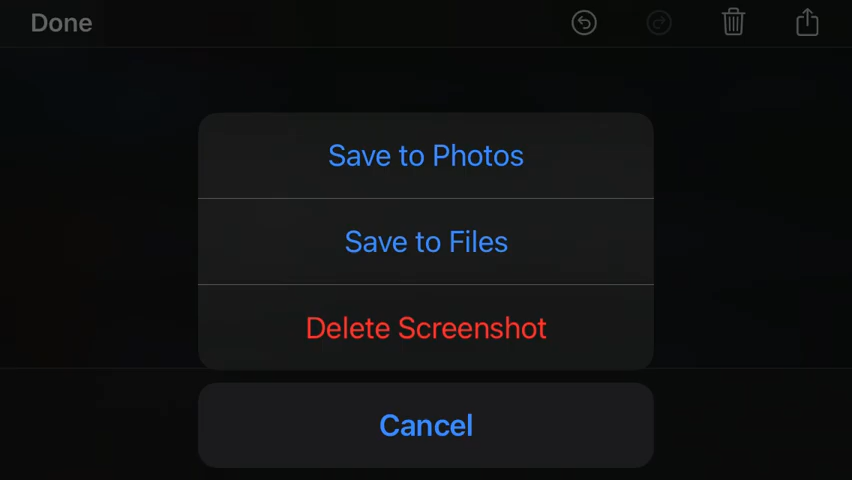 Done
Save to Photos
Save to Files
Delete Screenshot
Cancel